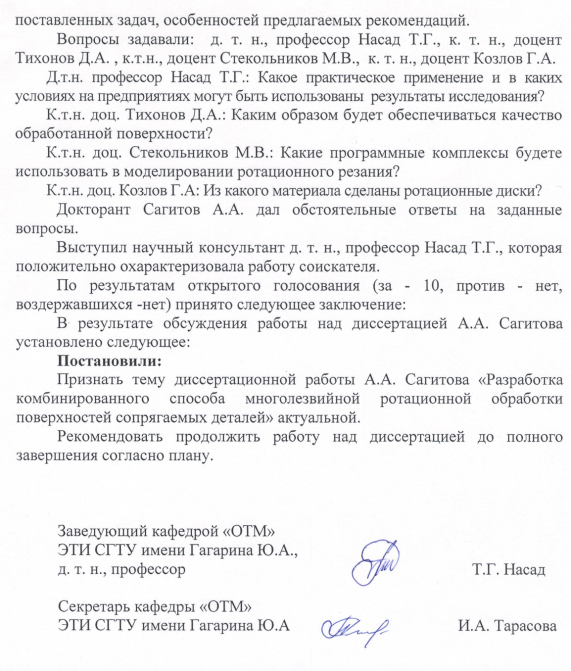 поставленных задач, особенностей предлагаемых рекомендаций.
Вопросы задавали: д. т. н., профессор Насад Т.Г., к. т. н., доцент
Тихонов Д.А. , к.т.н., доцент Стекольников М.В., к. т. н., доцент Козлов Г.А.
Д.т.н. профессор Насад Т.Г.: Какое практическое применение и в каких
условиях на предприятиях могут быть использованы результаты исследования?
К.т.н. доц. Тихонов Д.А.: Каким образом будет обеспечиваться качество
обработанной поверхности?
К.т.н. доц. Стекольников М.В.: Какие программные комплексы будете
использовать в моделировании ротационного резания?
К.т.н. доц. Козлов Г.А: Из какого материала сделаны ротационные диски?
Докторант Сагитов А.А. дал обстоятельные ответы на заданные
вопросы.
Выступил научный консультант д. т. н., профессор Насад Т.Г., которая
положительно охарактеризовала работу соискателя.
По результатам открытого голосования (за - 10, против - нет,
воздержавшихся -нет) принято следующее заключение:
В результате обсуждения работы над диссертацией А.А. Сагитова
установлено следующее:
Постановили:
Признать тему диссертационной работы А.А. Сагитова «Разработка
комбинированного способа многолезвийной ротационной обработки
поверхностей сопрягаемых деталей» актуальной.
Рекомендовать продолжить работу над диссертацией до полного
завершения согласно плану.
Заведующий кафедрой «ОТМ»
ЭТИ СГТУ имени Гагарина Ю.А.,
д. т. н., профессор Т.Г. Насад
Секретарь кафедры «ОТМ»
ЭТИ СГТУ имени Гагарина Ю.А И.А. Тарасова